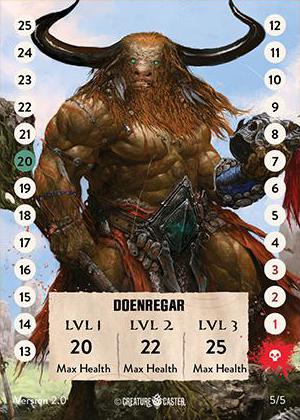 25 12
24 11
23 10
22 9
21 8
20 7
19 6
18 5
17 4
16 3
15 2
14 1
13
DOENREGAR
LVL 1 LVL 2 LVL 3
20 22 25
Max Health Max Health Max Health
Version 2.0 © CREATURE CASTER 5/5